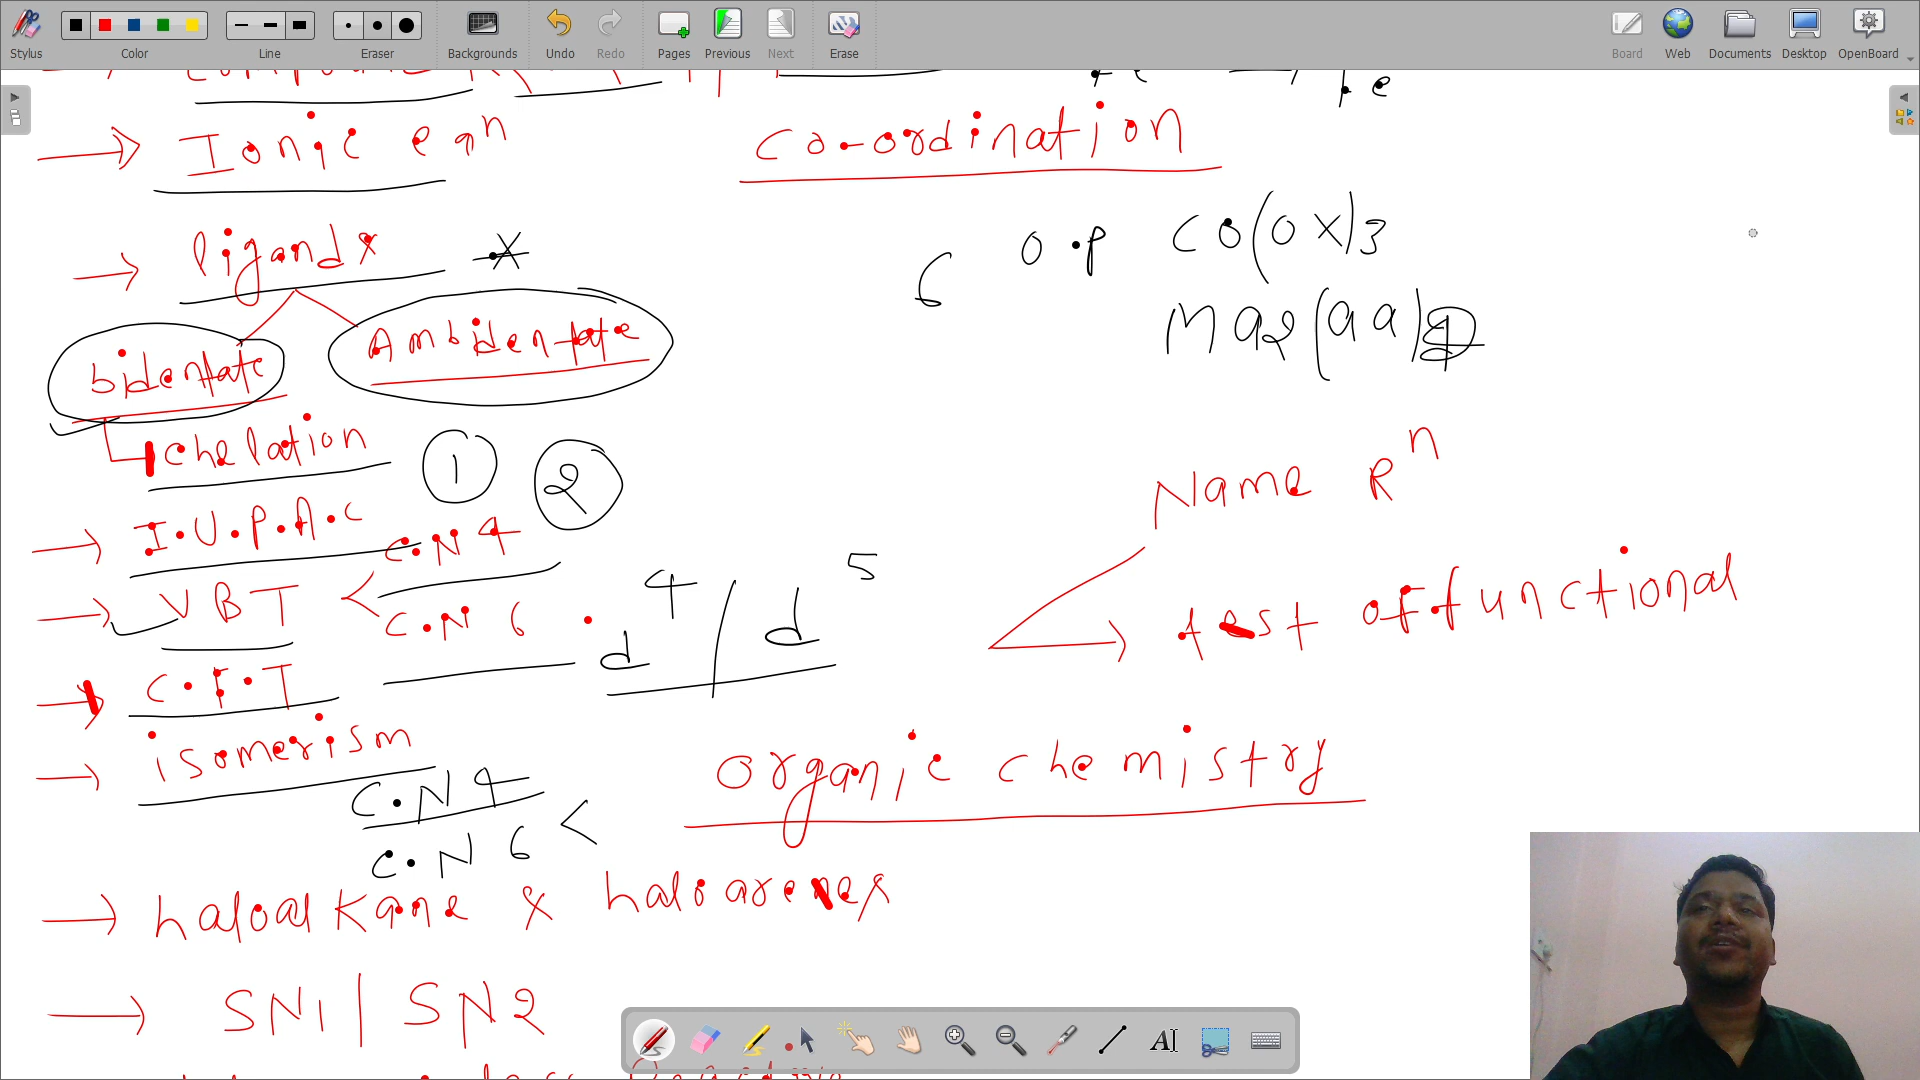 Stylus Color Line Eraser Backgrounds Undo Redo Pages Previous Next Erase Board Web Documents Desktop OpenBoard
Ionic eqn
Co-ordination
ligands
6
O.P CO(OX)3
Bidentate
Ambidentate
Ma2(aa)2
chelation
1
2
Name Rn
I.U.P.A.C
VBT
C.N 4
C.N 6
d4/d5
test of functional
C.F.T
isomerism
C.N 4
C.N 6
organic chemistry
haloalkane & haloarenes
SN1 | SN2